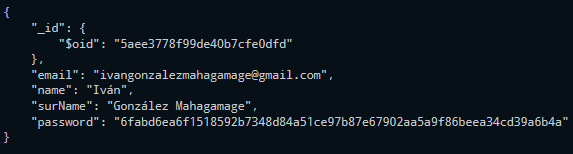 {
    "_id": {
        "$oid": "5aee3778f99de40b7cfe0dfd"
    },
    "email": "ivangonzalezmahagamage@gmail.com",
    "name": "Iván",
    "surName": "González Mahagamage",
    "password": "6fabd6ea6f1518592b7348d84a51ce97b87e67902aa5a9f86beea34cd39a6b4a"
}